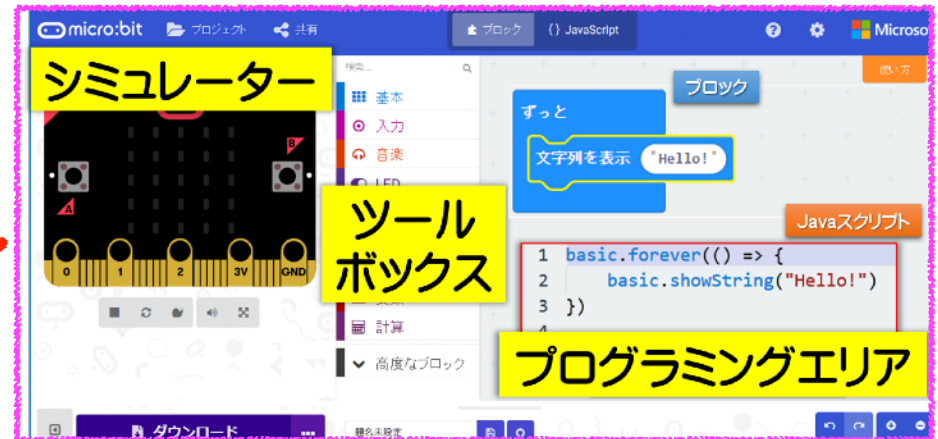 micro:bit プロジェクト 共有 ブロック {} JavaScript ? Microso
シミュレーター
検索...
使い方
基本
入力
音楽
LED
ツール
ボックス
計算
高度なブロック
ブロック
ずっと
文字列を表示 "Hello!"
Javaスクリプト
1 basic.forever(() => {
2 basic.showString("Hello!")
3 })
4
プログラミングエリア
A
B
0 1 2 3V GND
ダウンロード ...
題名未設定